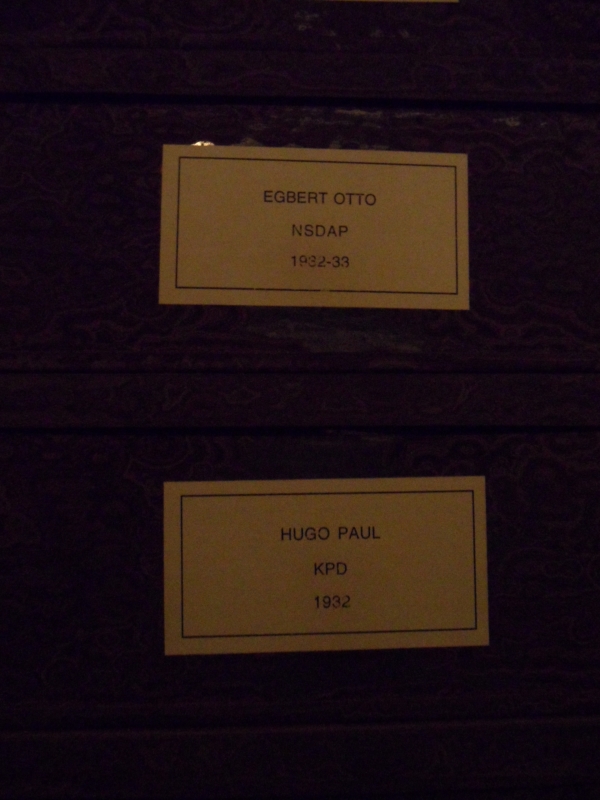 EGBERT OTTO
NSDAP
1932-33
HUGO PAUL
KPD
1932